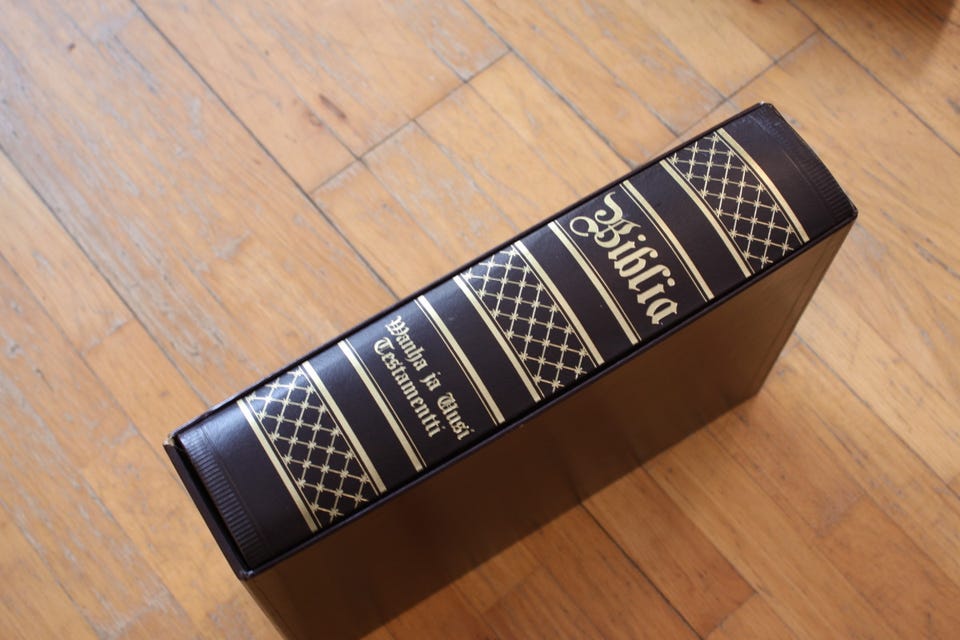 Biblia
Wanha ja Uusi
Testamentti